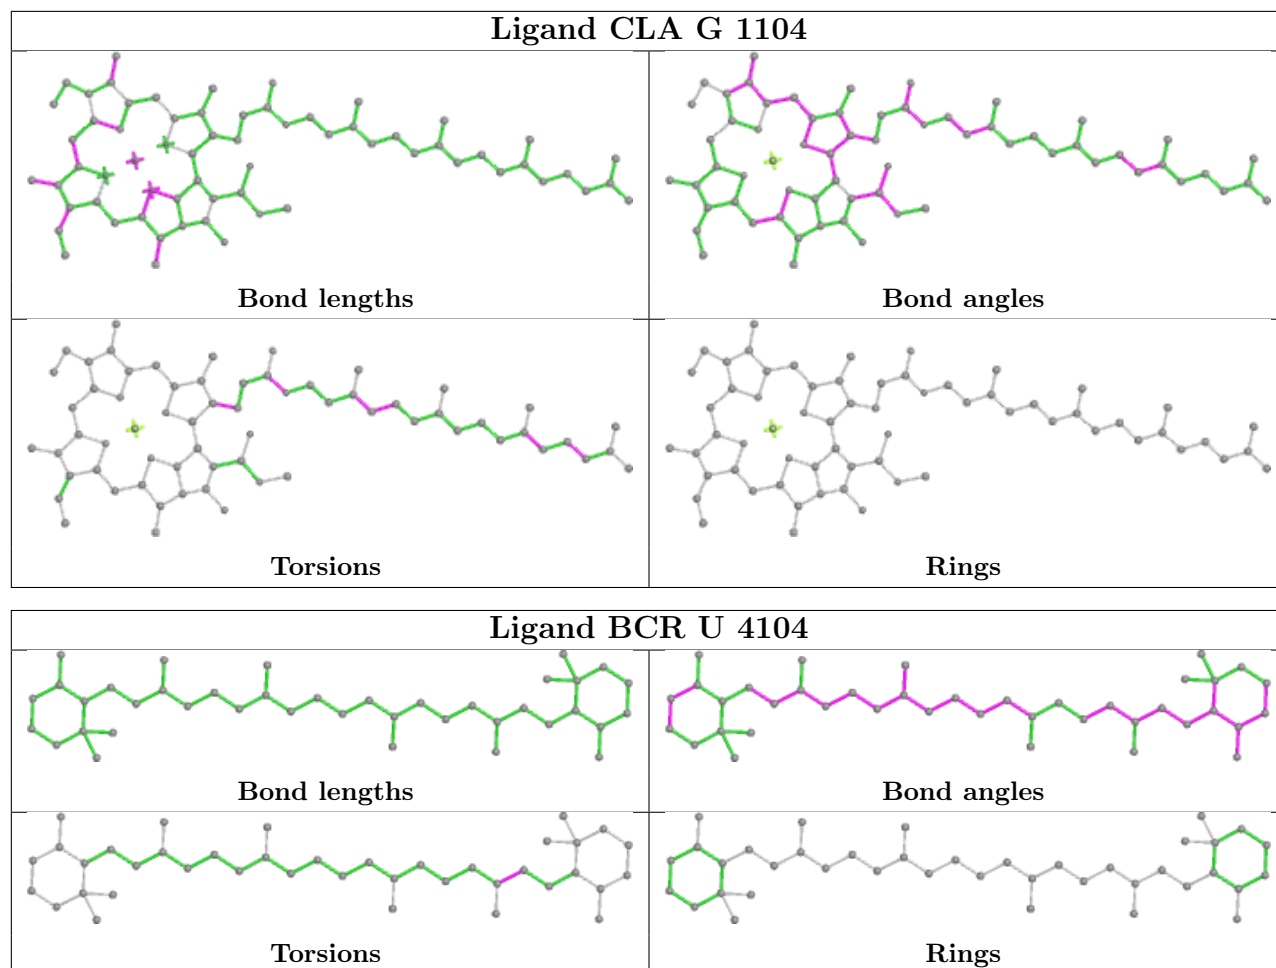 Ligand CLA G 1104
Bond lengths
Bond angles
Torsions
Rings
Ligand BCR U 4104
Bond lengths
Bond angles
Torsions
Rings